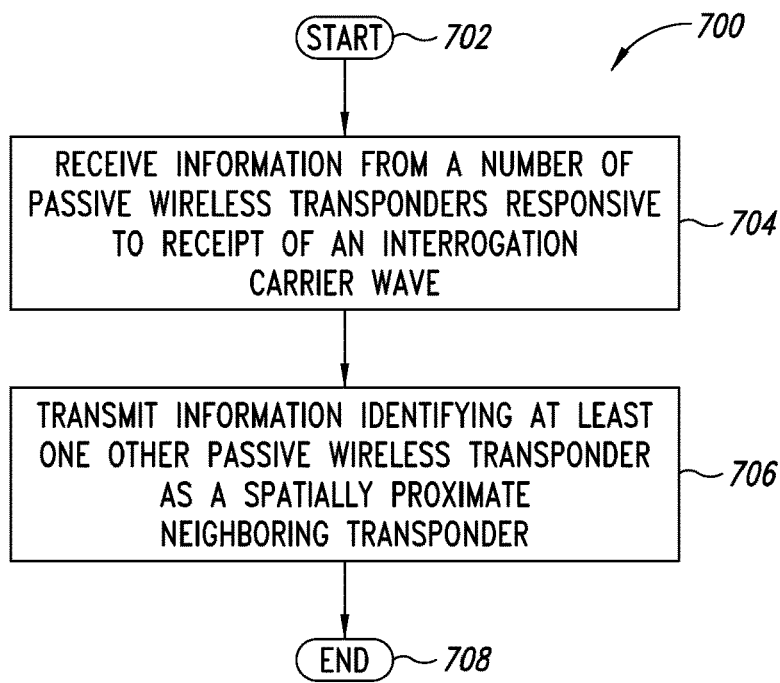 START
702
700
RECEIVE INFORMATION FROM A NUMBER OF
PASSIVE WIRELESS TRANSPONDERS RESPONSIVE
TO RECEIPT OF AN INTERROGATION
CARRIER WAVE
704
TRANSMIT INFORMATION IDENTIFYING AT LEAST
ONE OTHER PASSIVE WIRELESS TRANSPONDER
AS A SPATIALLY PROXIMATE
NEIGHBORING TRANSPONDER
706
END
708